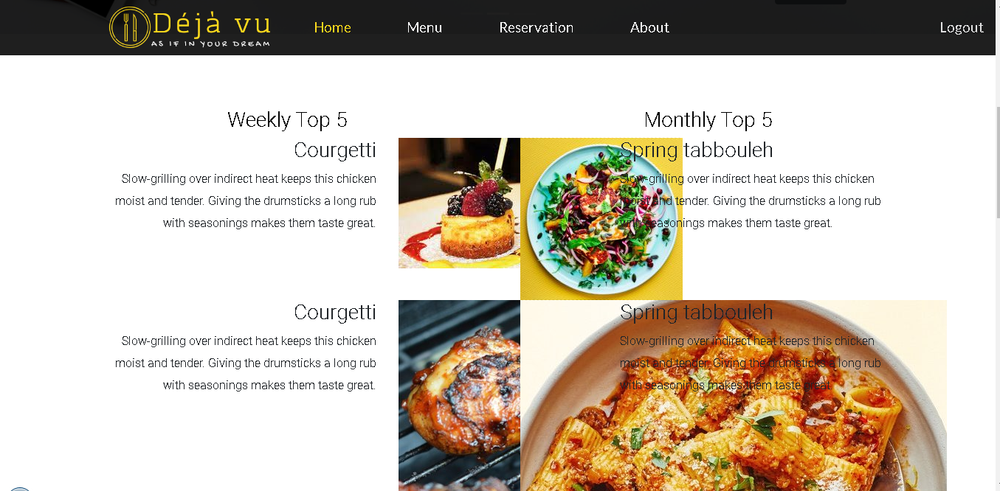 Déjà vu
AS IF IN YOUR DREAM
Home
Menu
Reservation
About
Logout
Weekly Top 5
Monthly Top 5
Courgetti
Slow-grilling over indirect heat keeps this chicken
moist and tender. Giving the drumsticks a long rub
with seasonings makes them taste great.
Spring tabbouleh
Slow-grilling over indirect heat keeps this chicken
moist and tender. Giving the drumsticks a long rub
with seasonings makes them taste great.
Courgetti
Slow-grilling over indirect heat keeps this chicken
moist and tender. Giving the drumsticks a long rub
with seasonings makes them taste great.
Spring tabbouleh
Slow-grilling over indirect heat keeps this chicken
moist and tender. Giving the drumsticks a long rub
with seasonings makes them taste great.